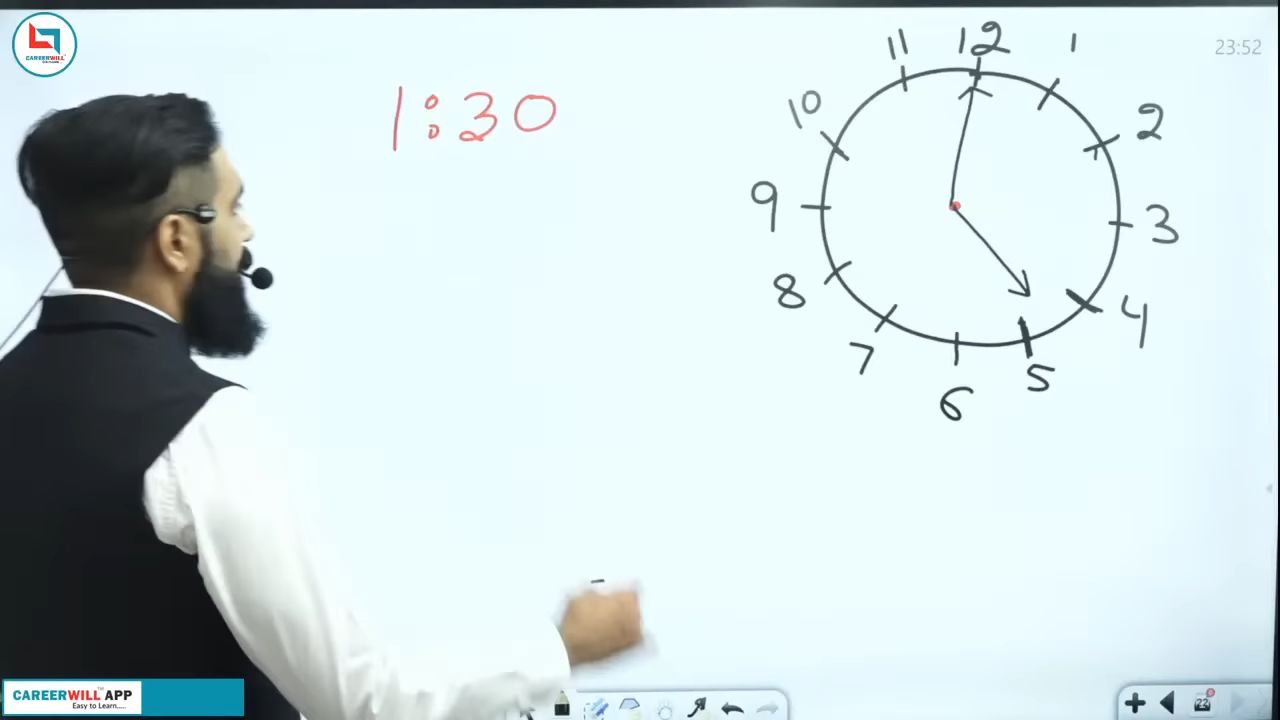 CAREERWILL
11 12 1
23:52
1:30
10 2
9 3
8 4
7 5
6
CAREERWILL APP
Easy to Learn.....
22